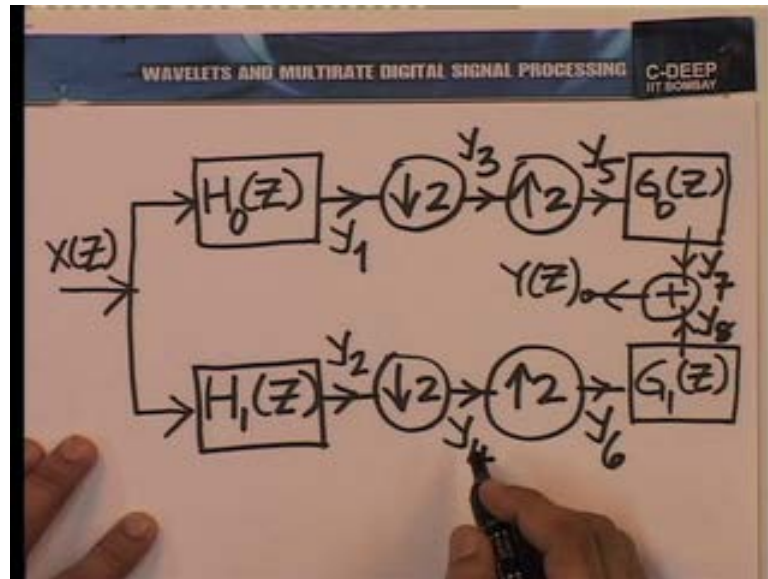 WAVELETS AND MULTIRATE DIGITAL SIGNAL PROCESSING
C-DEEP
IIT BOMBAY
X(Z)
H₀(Z)
y₁
↓2
y₃
↑2
y₅
G₀(Z)
y₇
Y(Z)
+
y₈
H₁(Z)
y₂
↓2
y₄
↑2
y₆
G₁(Z)